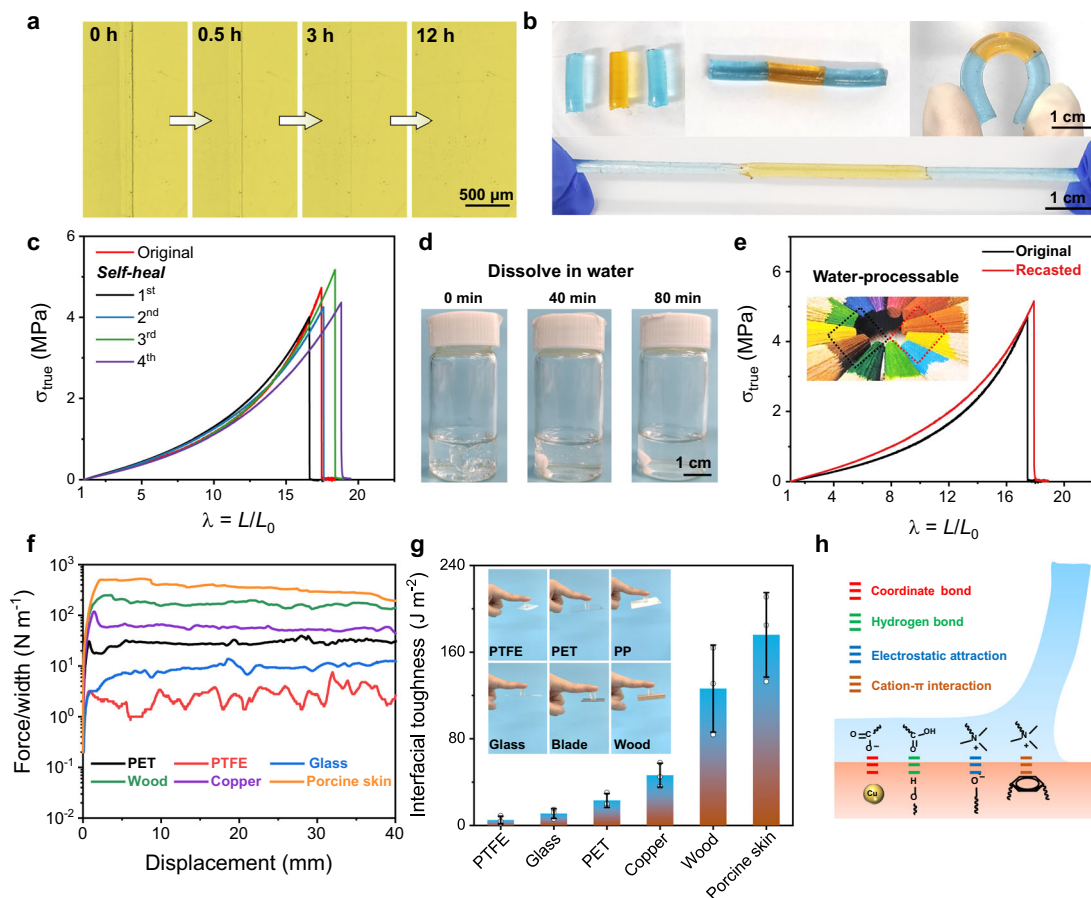 a
0 h
0.5 h
3 h
12 h
500 µm
b
1 cm
1 cm
c
6
4
2
0
σtrue (MPa)
Original
Self-heal
1st
2nd
3rd
4th
1
5
10
15
20
λ = L/L0
d
Dissolve in water
0 min
40 min
80 min
1 cm
e
6
4
2
0
σtrue (MPa)
Original
Recasted
Water-processable
1
4
8
12
16
20
λ = L/L0
f
10³
10²
10¹
10⁰
10⁻¹
10⁻²
Force/width (N m⁻¹)
PET
PTFE
Glass
Wood
Copper
Porcine skin
0
10
20
30
40
Displacement (mm)
g
240
160
80
0
Interfacial toughness (J m⁻²)
PTFE
PET
PP
Glass
Blade
Wood
PTFE
Glass
PET
Copper
Wood
Porcine skin
h
Coordinate bond
Hydrogen bond
Electrostatic attraction
Cation-π interaction
O
O
−
OH
O
N
+
N
+
Cu
H
O
O−